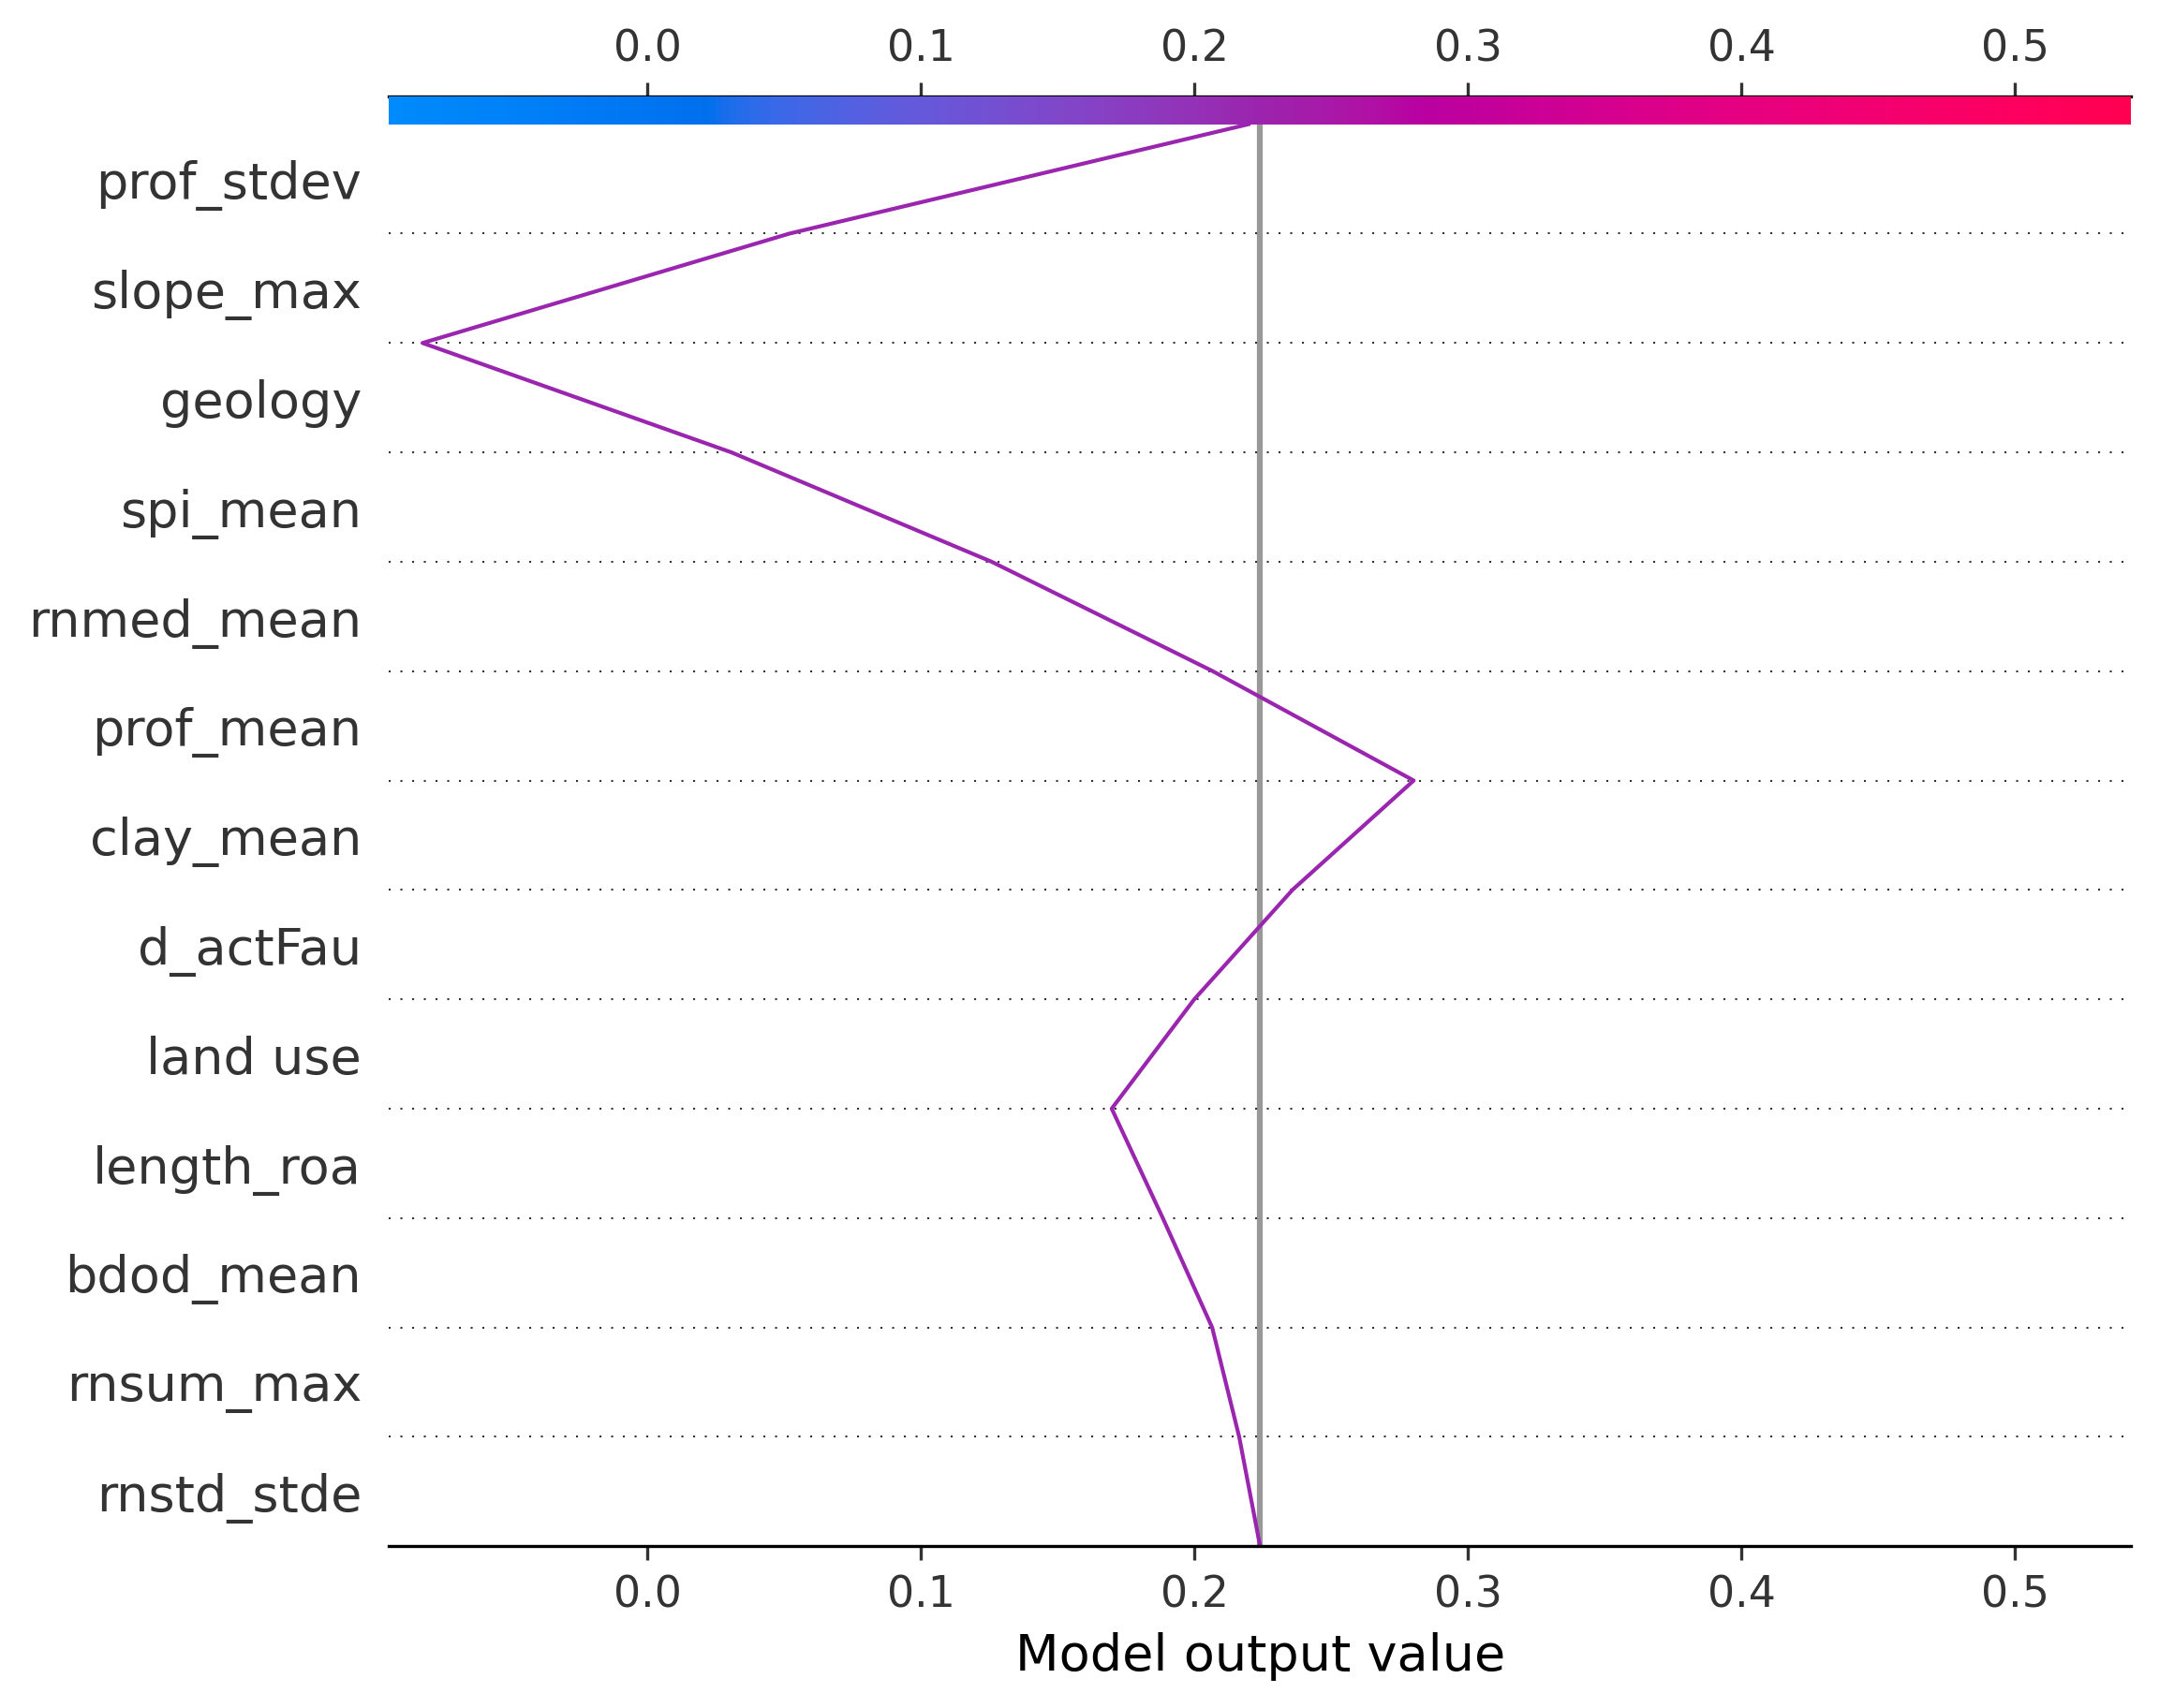 0.0 0.1 0.2 0.3 0.4 0.5
prof_stdev
slope_max
geology
spi_mean
rnmed_mean
prof_mean
clay_mean
d_actFau
land use
length_roa
bdod_mean
rnsum_max
rnstd_stde
0.0 0.1 0.2 0.3 0.4 0.5
Model output value